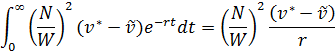 ∫₀^∞ (N/W)² (v* − ṽ)e^{−rt}dt = (N/W)² (v* − ṽ)/r